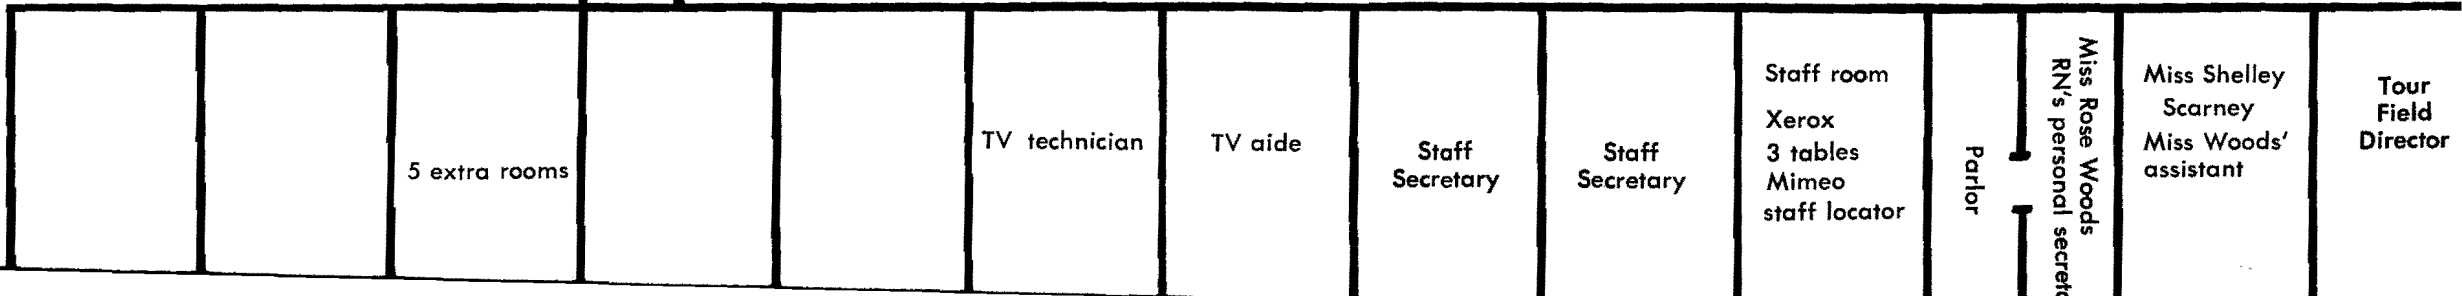 5 extra rooms
TV technician
TV aide
Staff
Secretary
Staff
Secretary
Staff room
Xerox
3 tables
Mimeo
staff locator
Parlor
Miss Rose Woods
RN's personal
Miss Shelley
Scarney
Miss Woods'
assistant
Tour
Field
Director